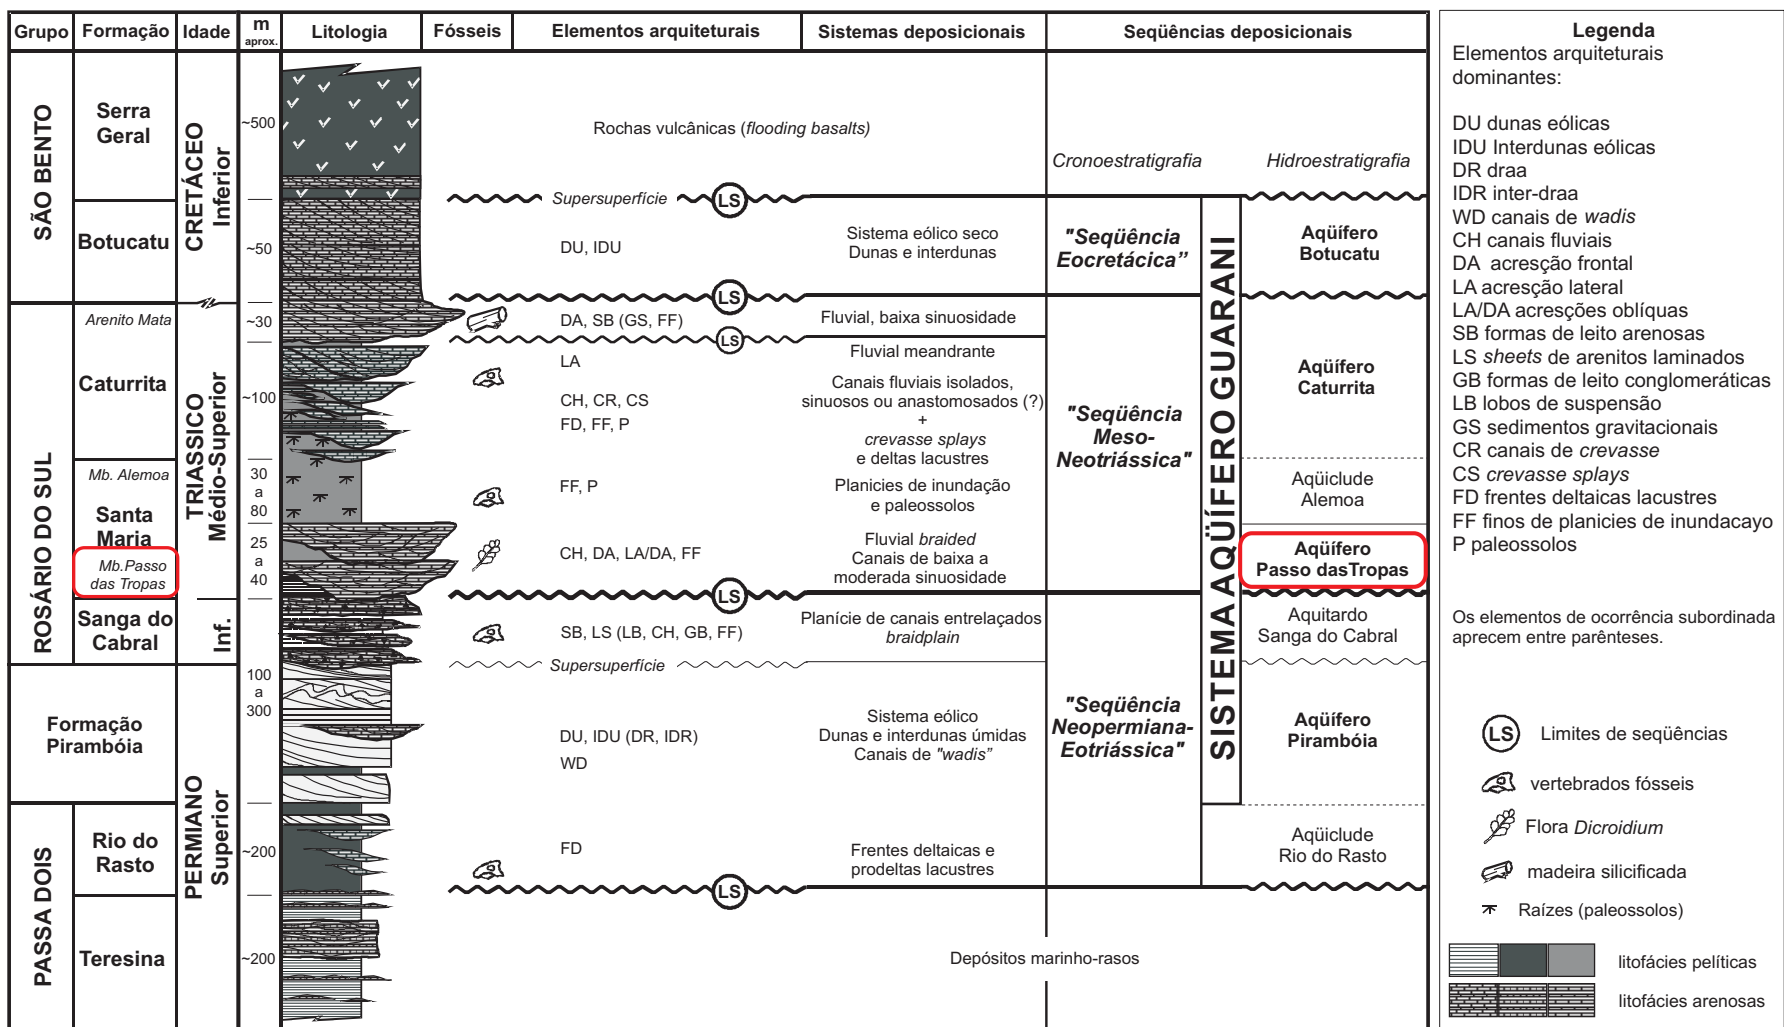 Grupo Formação Idade m aprox. Litologia Fósseis Elementos arquiteturais Sistemas deposicionais Seqüências deposicionais
SÃO BENTO
Serra
Geral
CRETÁCEO
Inferior
~500
Rochas vulcânicas (flooding basalts)
Cronoestratigrafia Hidroestratigrafia
Supersuperfície LS
Botucatu
~50
DU, IDU
Sistema eólico seco
Dunas e interdunas
"Seqüência
Eocretácica”
SISTEMA AQÜÍFERO GUARANI
Aqüífero
Botucatu
LS
ROSÁRIO DO SUL
Arenito Mata
TRIASSICO
Médio-Superior
~30
DA, SB (GS, FF)
Fluvial, baixa sinuosidade
LS
Caturrita
~100
LA
Fluvial meandrante
CH, CR, CS
FD, FF, P
Canais fluviais isolados,
sinuosos ou anastomosados (?)
+
crevasse splays
e deltas lacustres
"Seqüência
Meso-
Neotriássica"
Aqüífero
Caturrita
Mb. Alemoa
30
a
80
FF, P
Planicies de inundação
e paleossolos
Aqüiclude
Alemoa
Santa
Maria
Mb.Passo
das Tropas
25
a
40
CH, DA, LA/DA, FF
Fluvial braided
Canais de baixa a
moderada sinuosidade
Aqüífero
Passo dasTropas
LS
Sanga do
Cabral
Inf.
SB, LS (LB, CH, GB, FF)
Planície de canais entrelaçados
braidplain
Aquitardo
Sanga do Cabral
Supersuperfície
Formação
Pirambóia
PERMIANO
Superior
100
a
300
DU, IDU (DR, IDR)
WD
Sistema eólico
Dunas e interdunas úmidas
Canais de "wadis”
"Seqüência
Neopermiana-
Eotriássica"
Aqüífero
Pirambóia
PASSA DOIS
Rio do
Rasto
~200
FD
Frentes deltaicas e
prodeltas lacustres
Aqüiclude
Rio do Rasto
LS
Teresina
~200
Depósitos marinho-rasos
Legenda
Elementos arquiteturais
dominantes:
DU dunas eólicas
IDU Interdunas eólicas
DR draa
IDR inter-draa
WD canais de wadis
CH canais fluviais
DA acresção frontal
LA acresção lateral
LA/DA acresções oblíquas
SB formas de leito arenosas
LS sheets de arenitos laminados
GB formas de leito conglomeráticas
LB lobos de suspensão
GS sedimentos gravitacionais
CR canais de crevasse
CS crevasse splays
FD frentes deltaicas lacustres
FF finos de planicies de inundacayo
P paleossolos
Os elementos de ocorrência subordinada
aprecem entre parênteses.
LS Limites de seqüências
vertebrados fósseis
Flora Dicroidium
madeira silicificada
Raízes (paleossolos)
litofácies pelíticas
litofácies arenosas